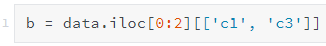 1 b = data.iloc[0:2][['c1', 'c3']]